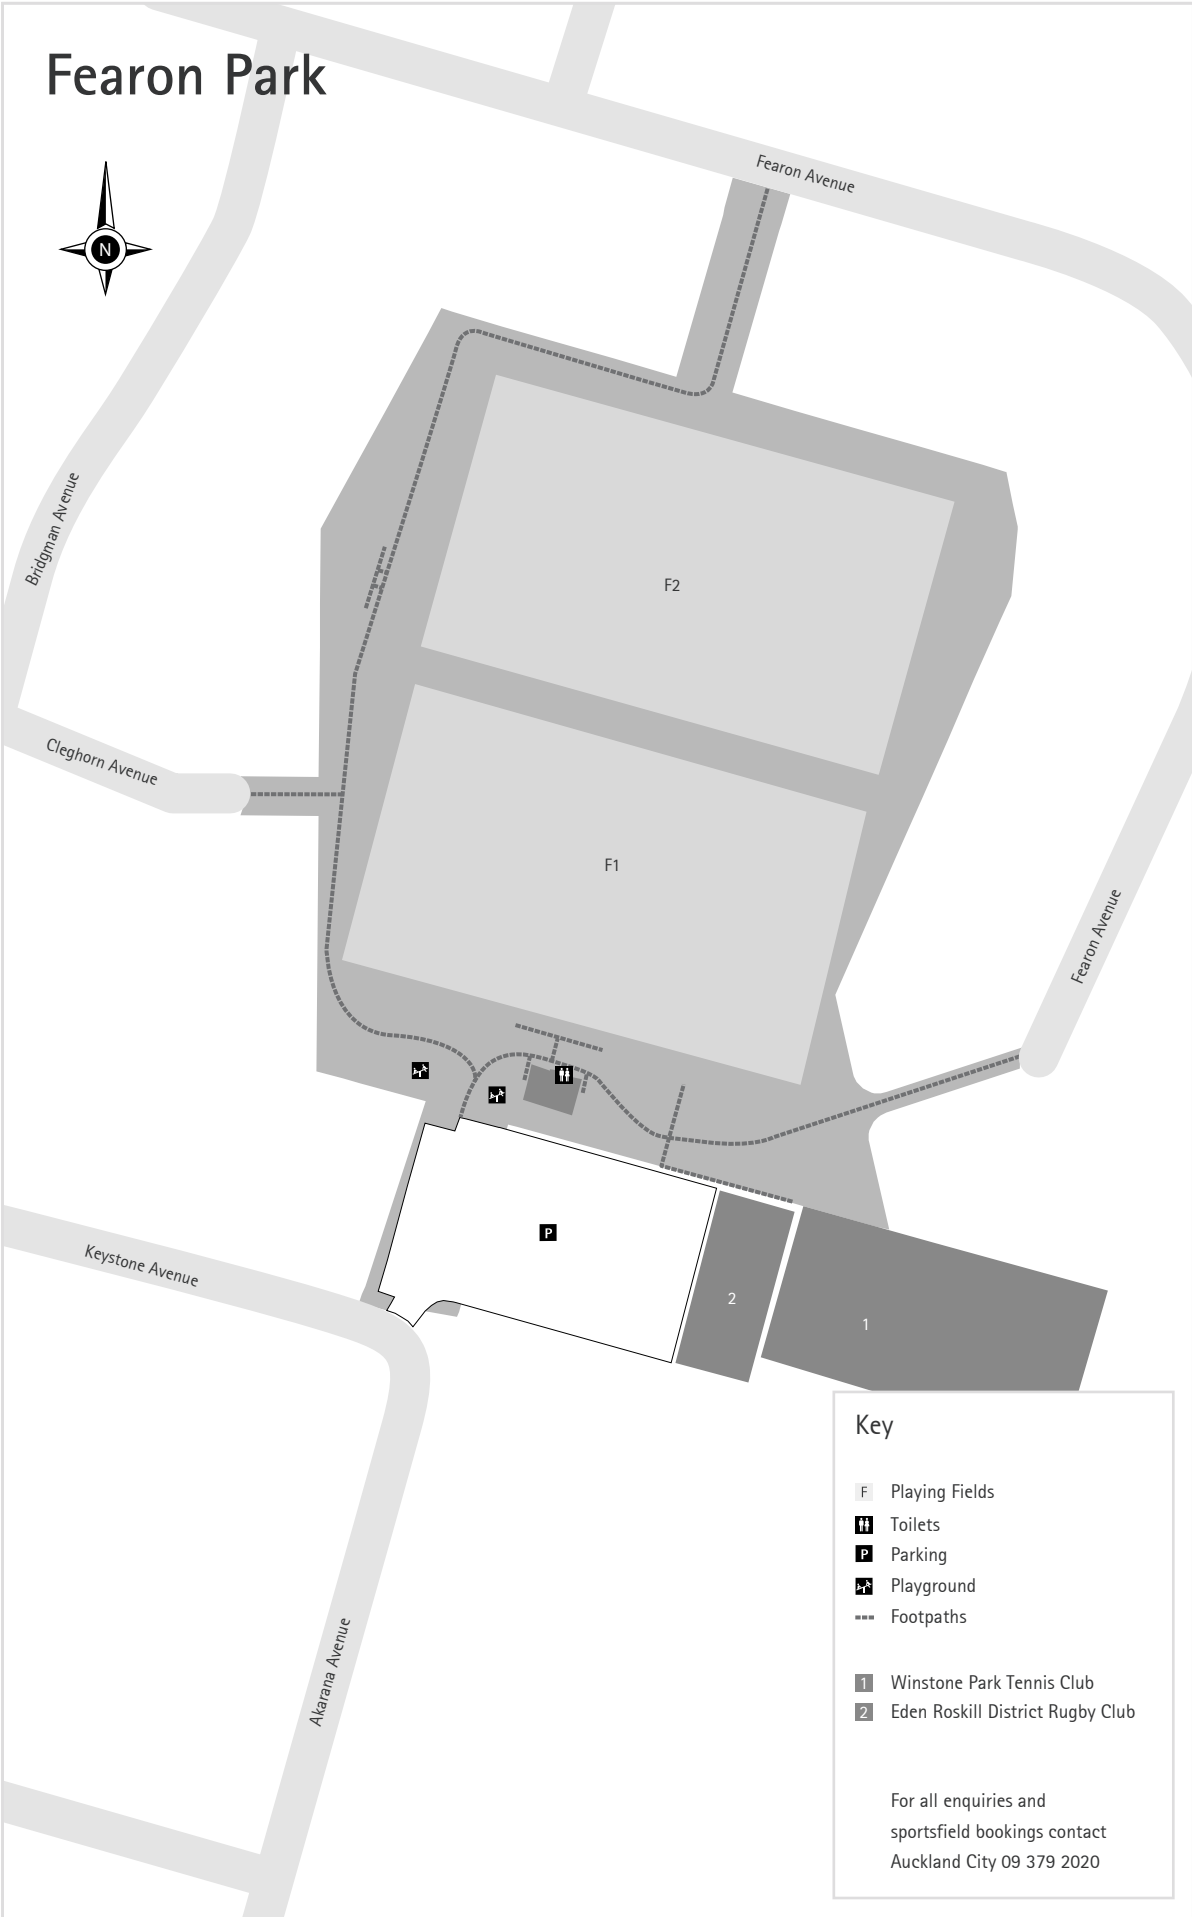 Fearon Park
Fearon Avenue
N
Bridgman Avenue
F2
Cleghorn Avenue
F1
Fearon Avenue
P
Keystone Avenue
2
1
Akarana Avenue
Key
F Playing Fields
Toilets
P Parking
Playground
Footpaths
1 Winstone Park Tennis Club
2 Eden Roskill District Rugby Club
For all enquiries and
sportsfield bookings contact
Auckland City 09 379 2020